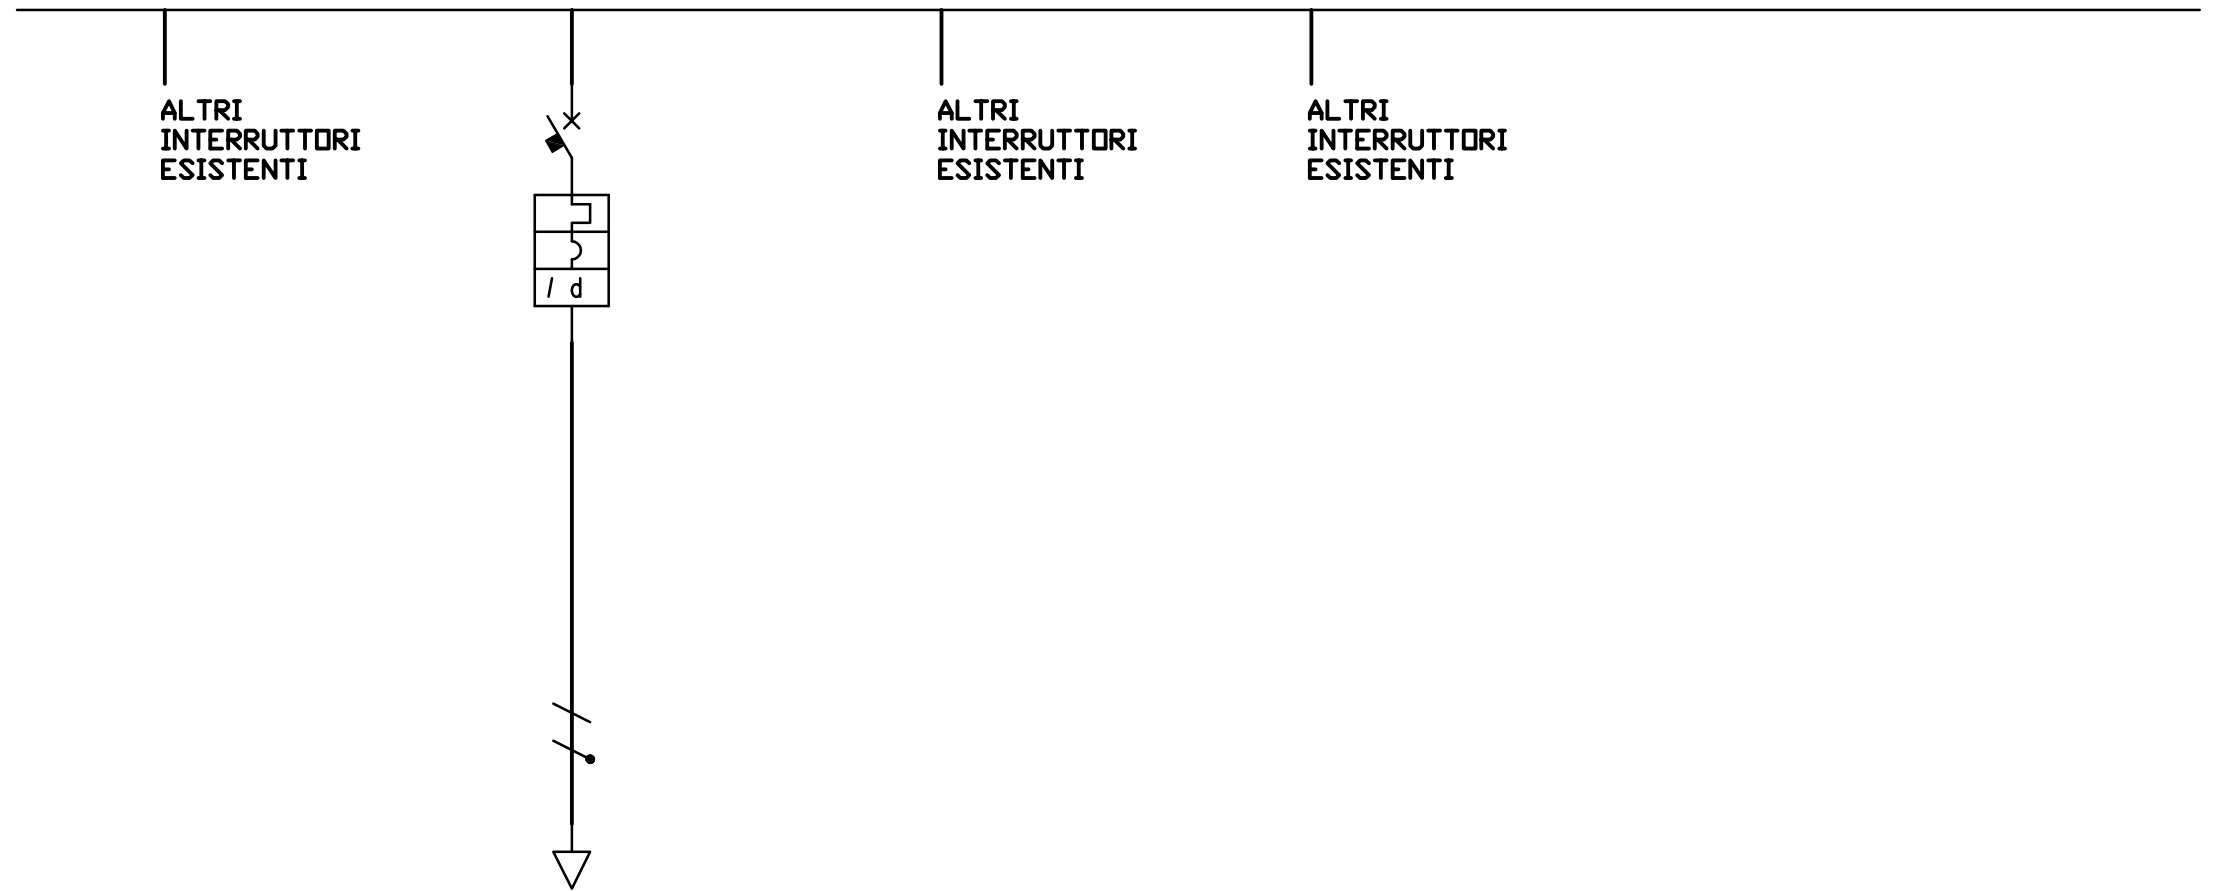 ALTRI
INTERRUTTORI
ESISTENTI
I d
ALTRI
INTERRUTTORI
ESISTENTI
ALTRI
INTERRUTTORI
ESISTENTI